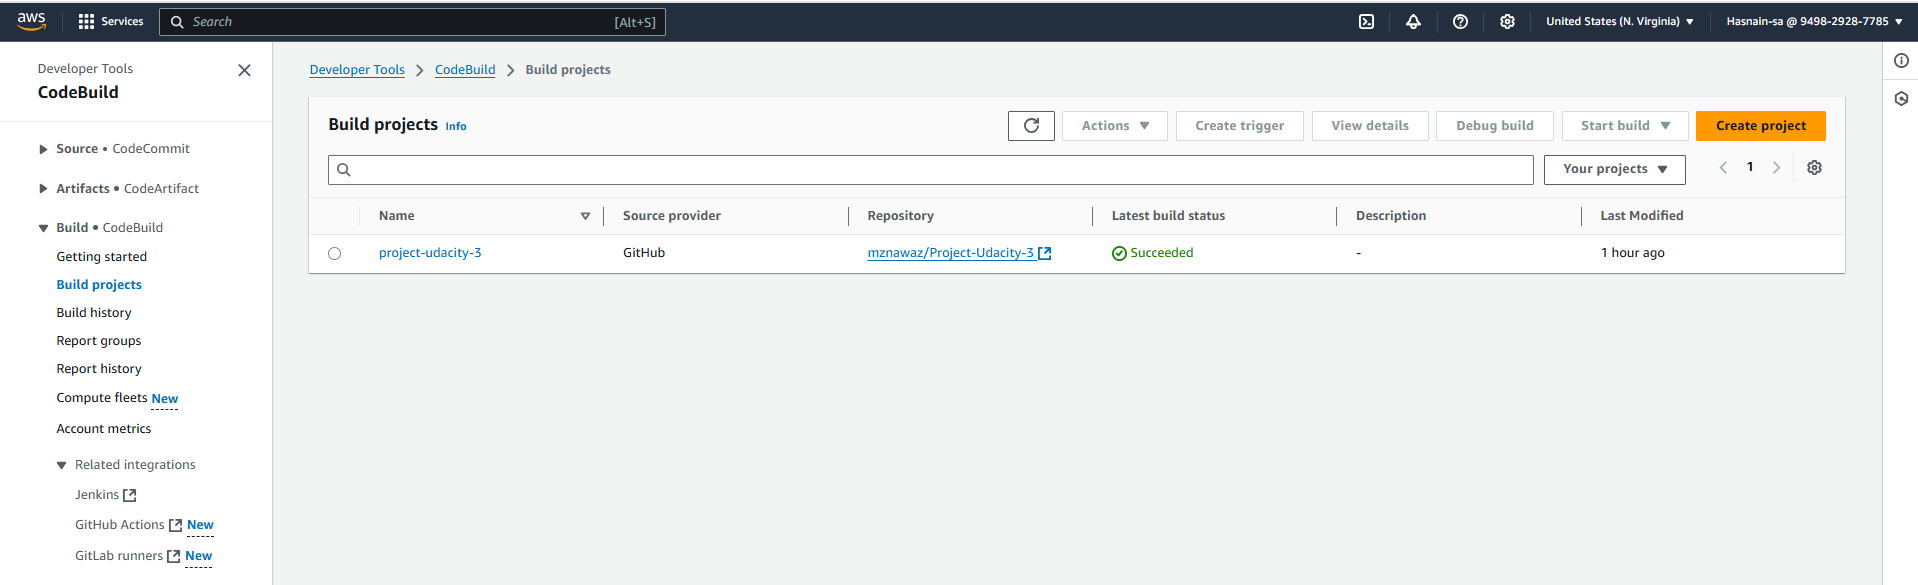 aws Services Search [Alt+S] United States (N. Virginia) Hasnain-sa @ 9498-2928-7785
Developer Tools
CodeBuild
Source • CodeCommit
Artifacts • CodeArtifact
Build • CodeBuild
Getting started
Build projects
Build history
Report groups
Report history
Compute fleets New
Account metrics
Related integrations
Jenkins
GitHub Actions New
GitLab runners New
Developer Tools CodeBuild Build projects
Build projects Info Actions Create trigger View details Debug build Start build Create project
Your projects 1
Name Source provider Repository Latest build status Description Last Modified
project-udacity-3 GitHub mznawaz/Project-Udacity-3 Succeeded - 1 hour ago